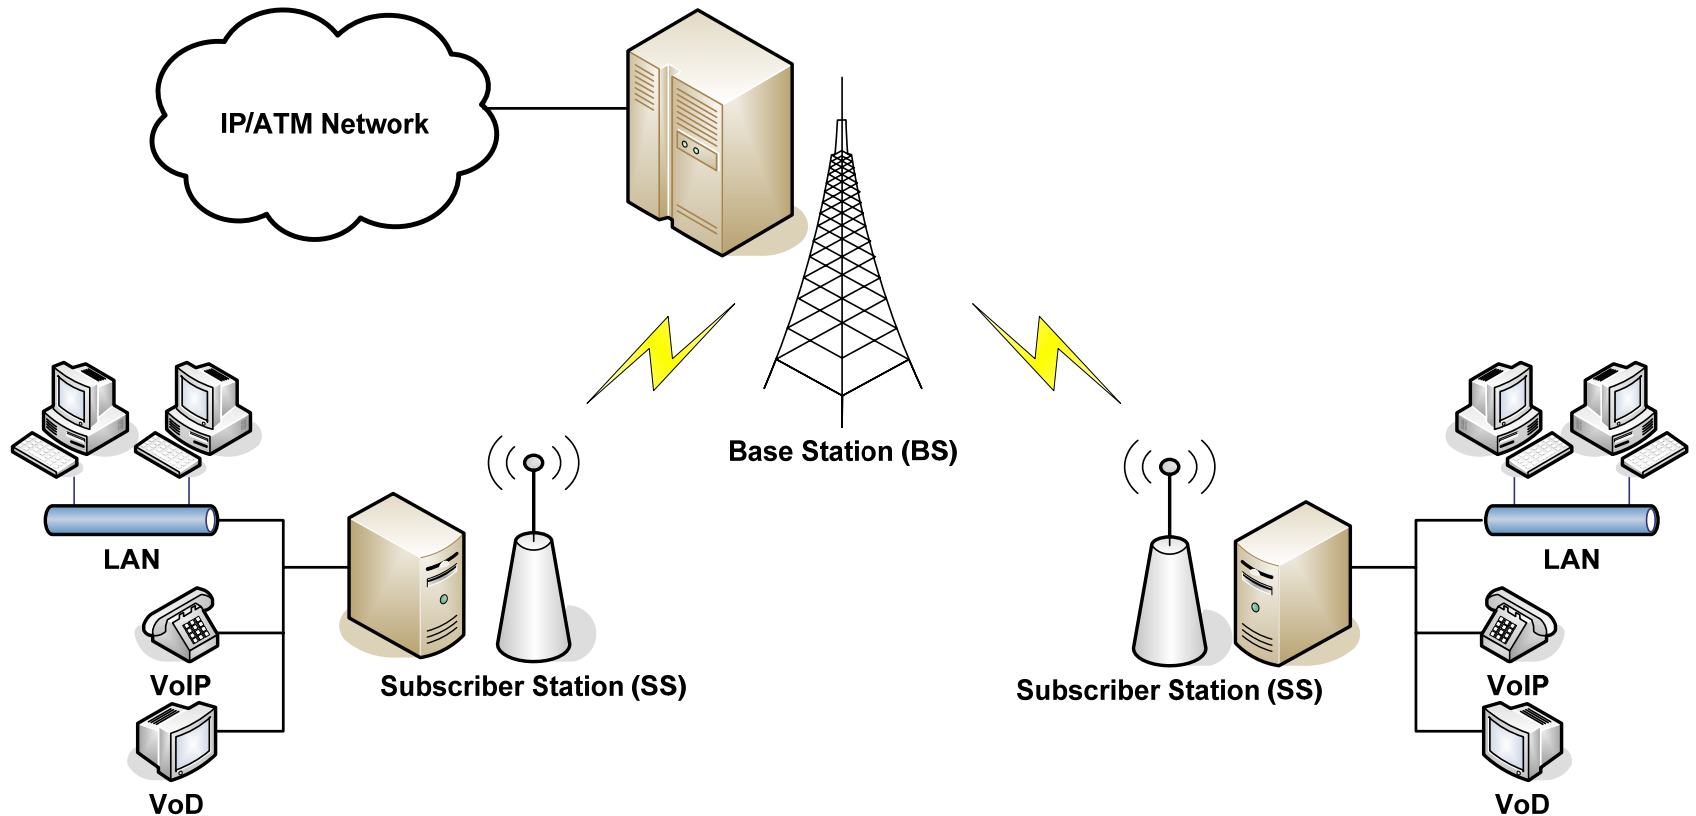 IP/ATM Network
Base Station (BS)
LAN
LAN
VoIP
Subscriber Station (SS)
Subscriber Station (SS)
VoIP
VoD
VoD